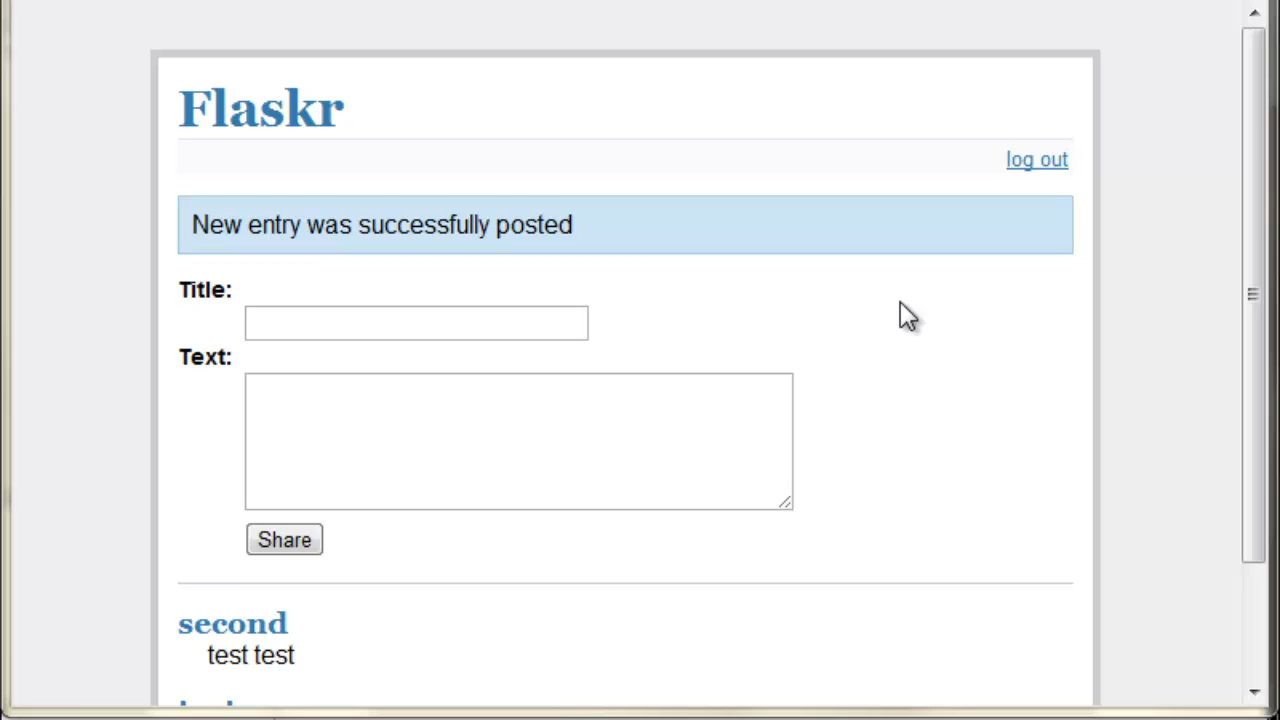 Flaskr
log out
New entry was successfully posted
Title:
Text:
Share
second
test test